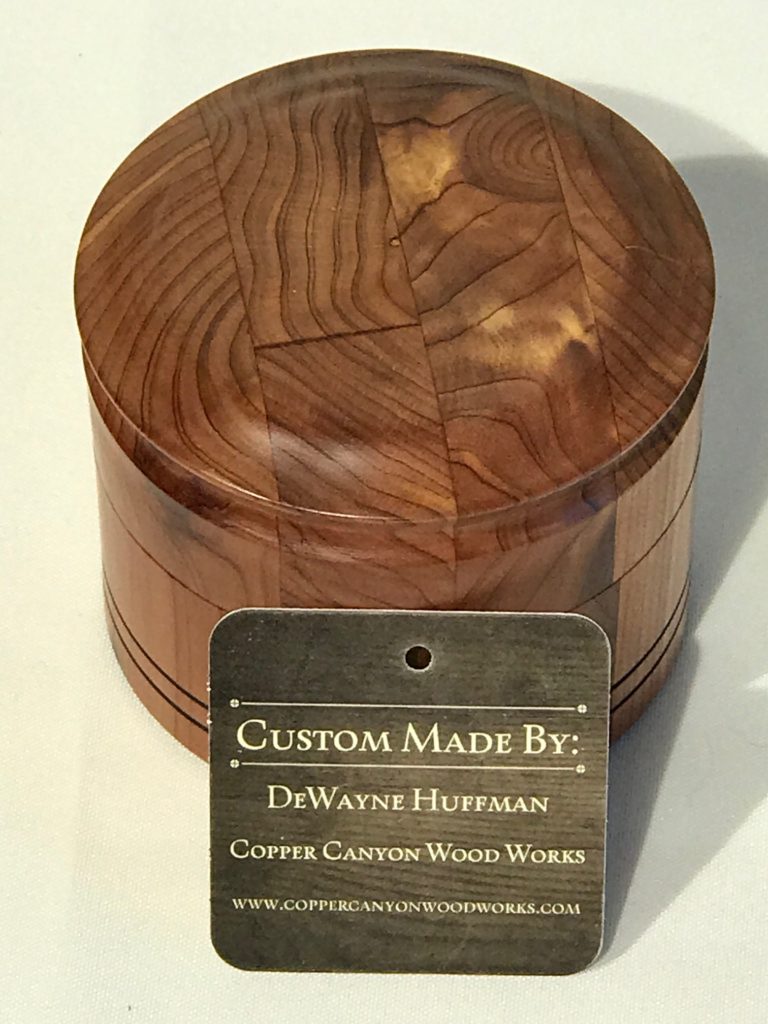 Custom Made By:
DeWayne Huffman
Copper Canyon Wood Works
www.coppercanyonwoodworks.com